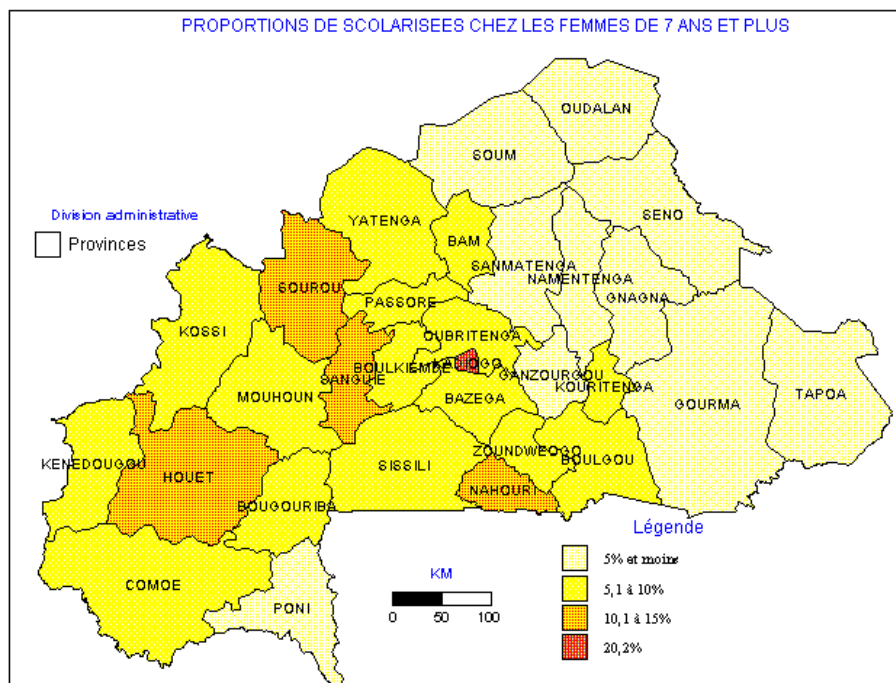 PROPORTIONS DE SCOLARISEES CHEZ LES FEMMES DE 7 ANS ET PLUS
OUDALAN
SOUM
SENO
Division administrative
YATENGA
Provinces
BAM
SANMATENGA
NAMENTENGA
SOUROU
GNAGNA
PASSORE
KOSSI
OUBRITENGA
BOULKIEMDE
KADIOGO
GANZOURGOU
SANGUIE
KOURITENGA
TAPOA
MOUHOUN
BAZEGA
GOURMA
ZOUNDWEOGO
BOULGOU
KENEDOUGOU
SISSILI
HOUET
NAHOURI
BOUGOURIBA
Légende
5% et moins
KM
COMOE
5,1 à 10%
PONI
0 50 100
10,1 à 15%
20,2%